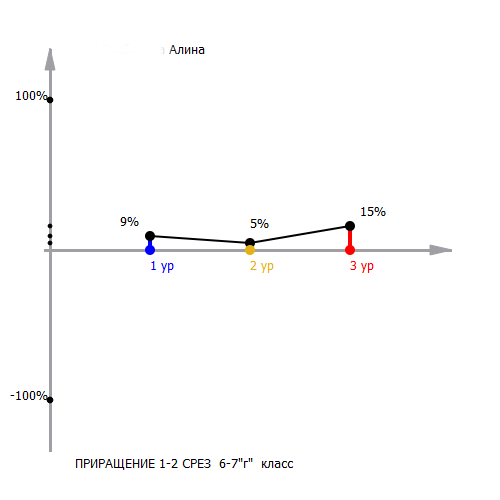 Алина
100%
9%
5%
15%
1 ур
2 ур
3 ур
-100%
ПРИРАЩЕНИЕ 1-2 СРЕЗ 6-7"г" класс